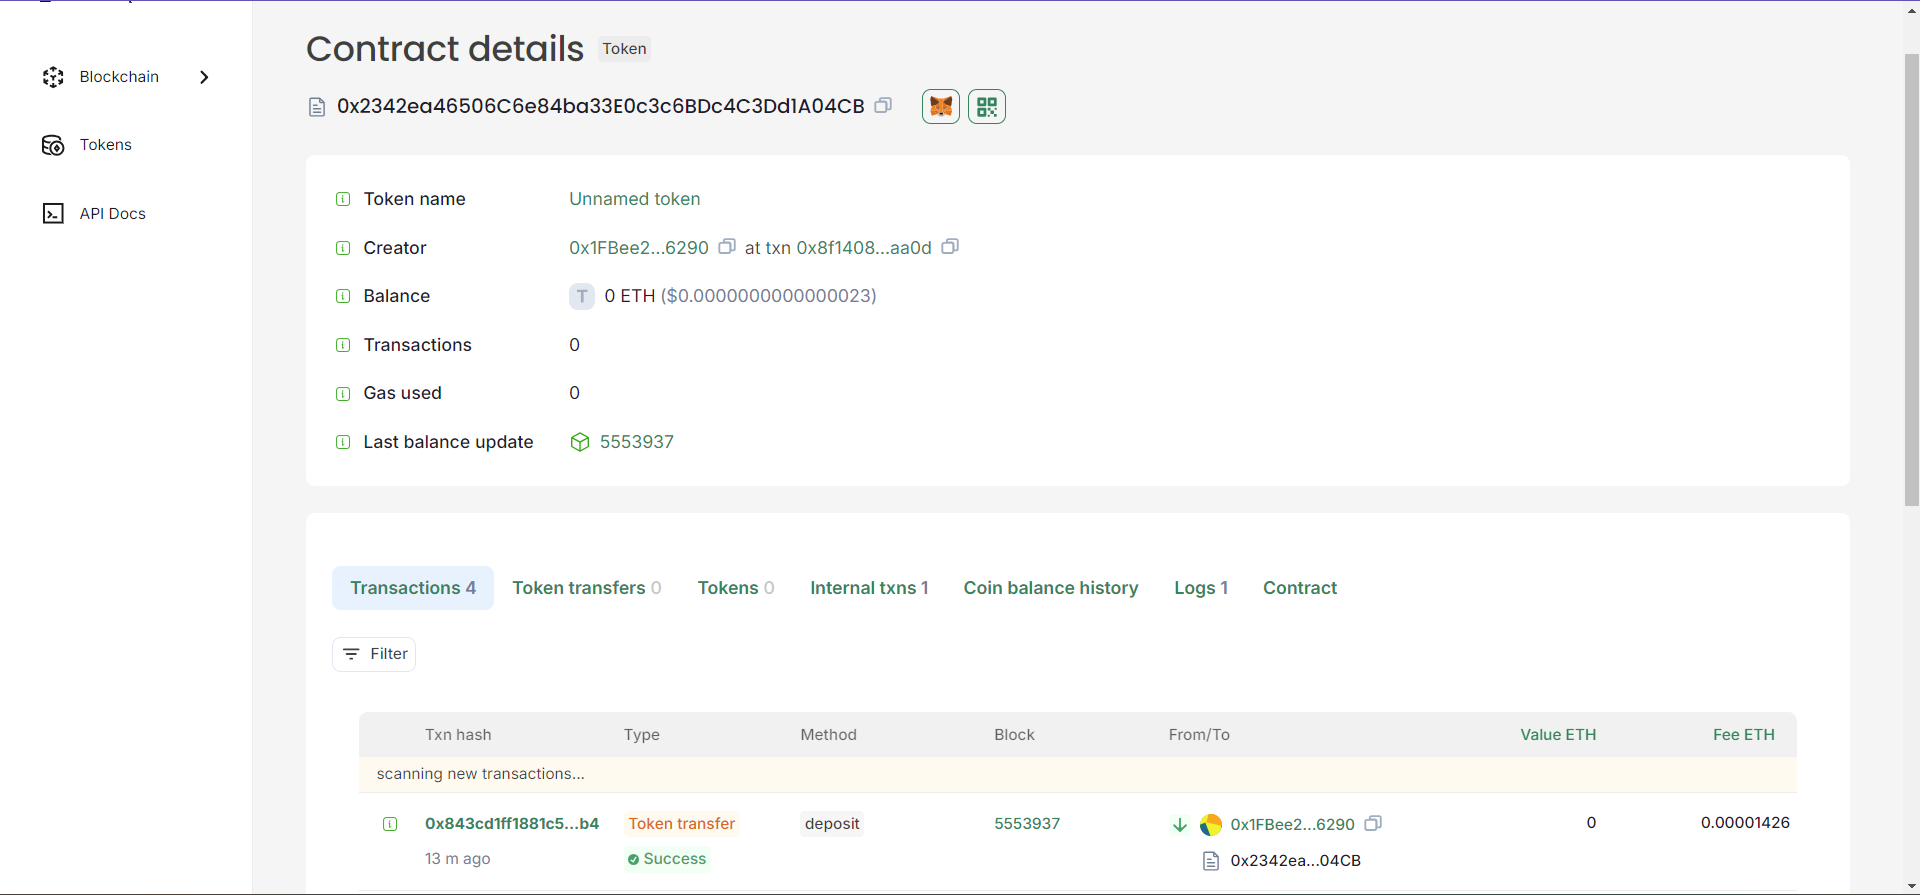 Contract details Token
Blockchain
0x2342ea46506C6e84ba33E0c3c6BDc4C3Dd1A04CB
Tokens
API Docs
Token name Unnamed token
Creator 0x1FBee2...6290 at txn 0x8f1408...aa0d
Balance T 0 ETH ($0.0000000000000023)
Transactions 0
Gas used 0
Last balance update 5553937
Transactions 4 Token transfers 0 Tokens 0 Internal txns 1 Coin balance history Logs 1 Contract
Filter
Txn hash Type Method Block From/To Value ETH Fee ETH
scanning new transactions...
0x843cd1ff1881c5...b4 Token transfer deposit 5553937 0x1FBee2...6290 0 0.00001426
13 m ago Success 0x2342ea...04CB